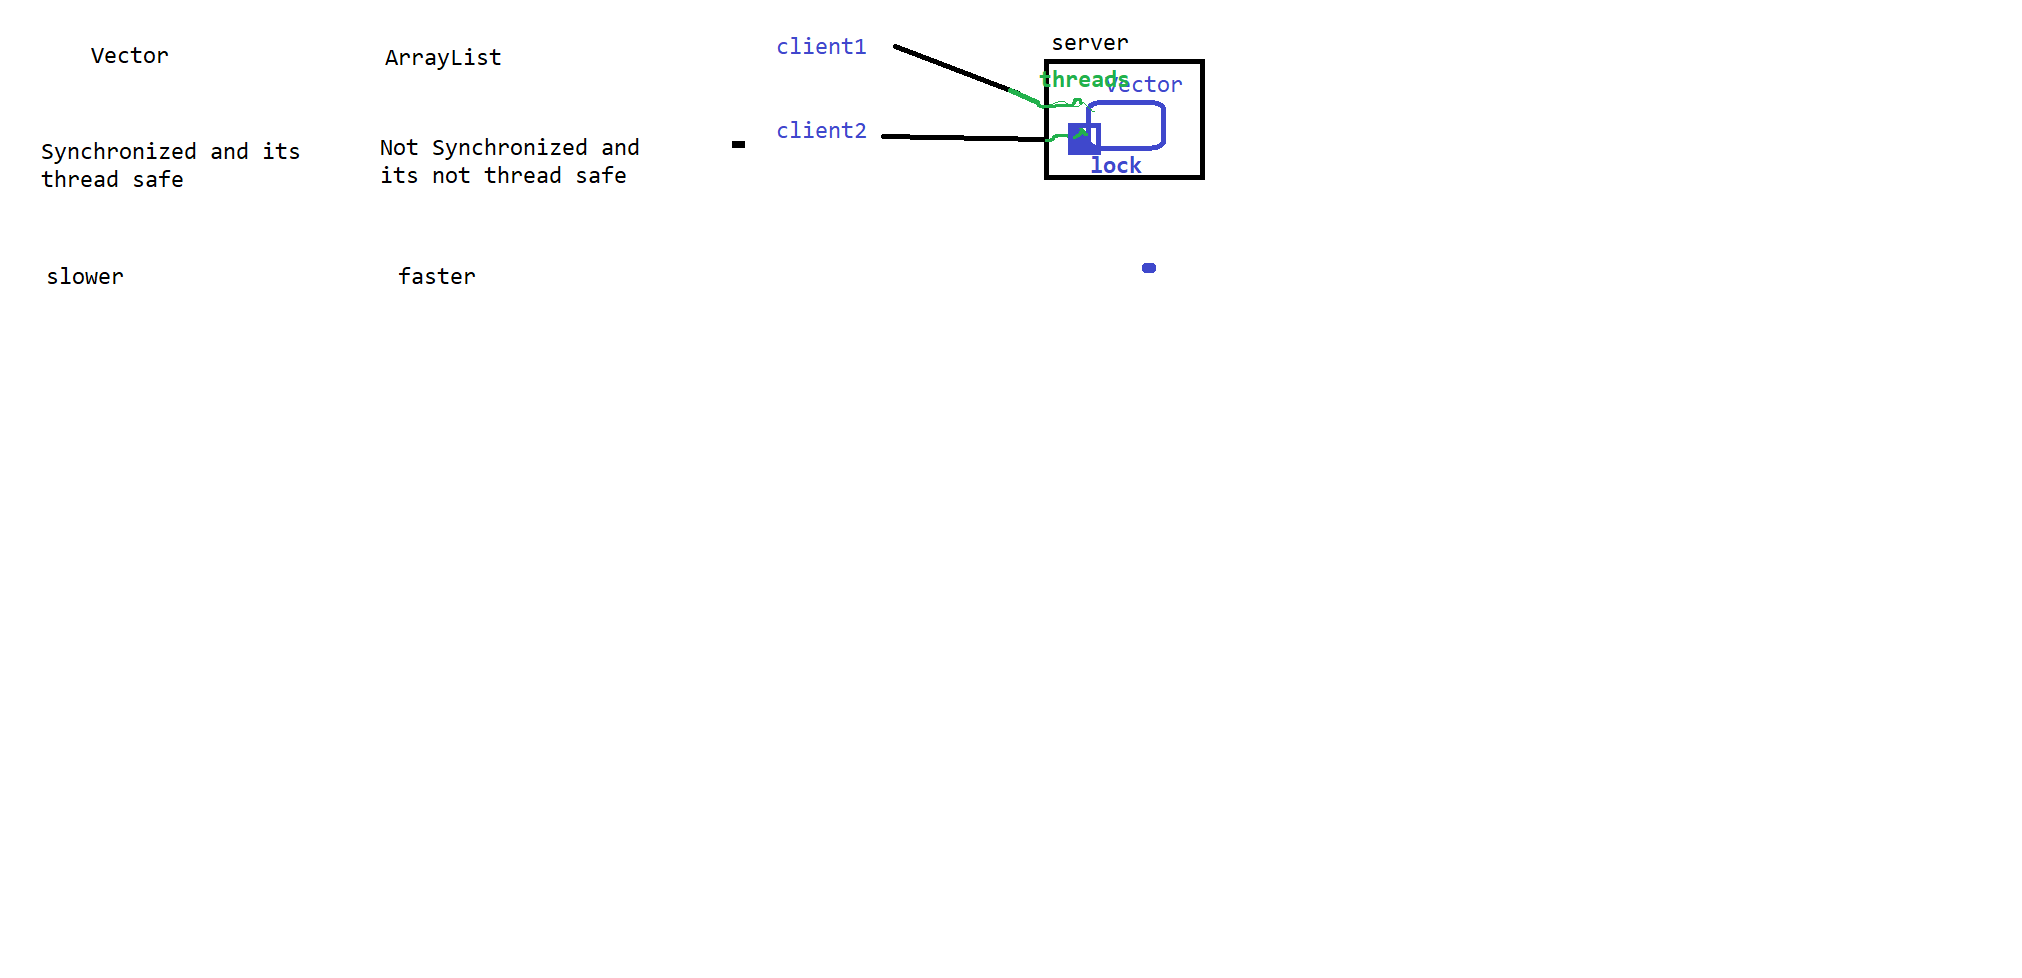 Vector
ArrayList
Synchronized and its
thread safe
Not Synchronized and
its not thread safe
slower
faster
client1
client2
server
threads
Vector
lock